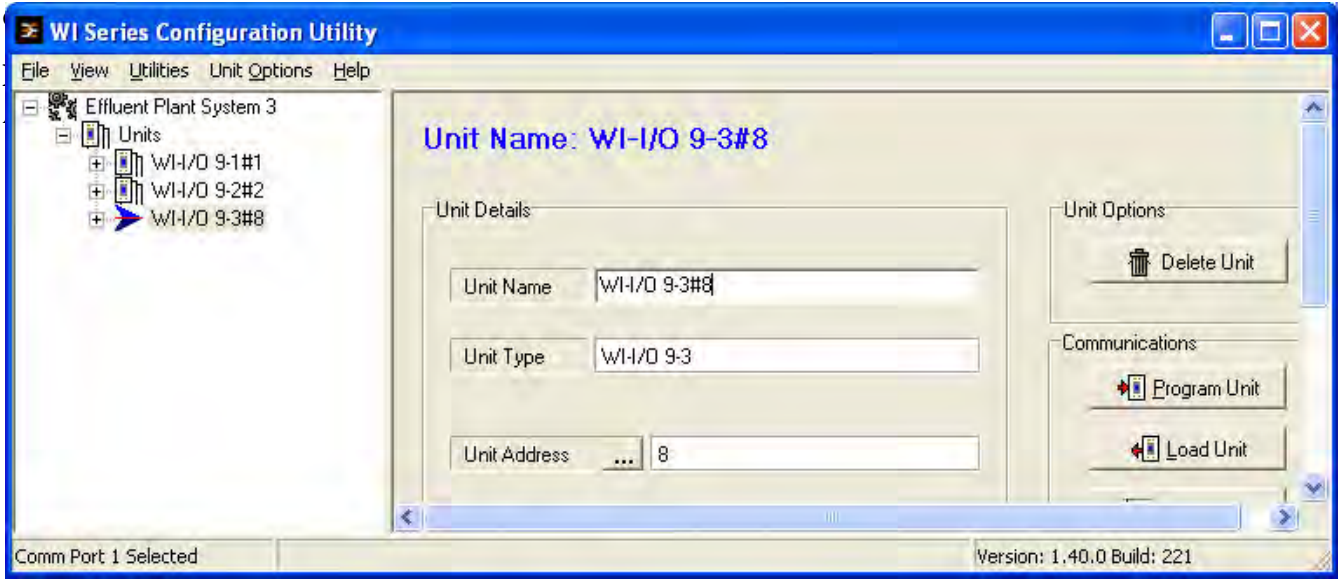 WI Series Configuration Utility
File View Utilities Unit Options Help
Effluent Plant System 3
Units
WI-I/O 9-1#1
WI-I/O 9-2#2
WI-I/O 9-3#8
Unit Name: WI-I/O 9-3#8
Unit Details
Unit Name WI-I/O 9-3#8
Unit Type WI-I/O 9-3
Unit Address ... 8
Unit Options
Delete Unit
Communications
Program Unit
Load Unit
Comm Port 1 Selected
Version: 1.40.0 Build: 221